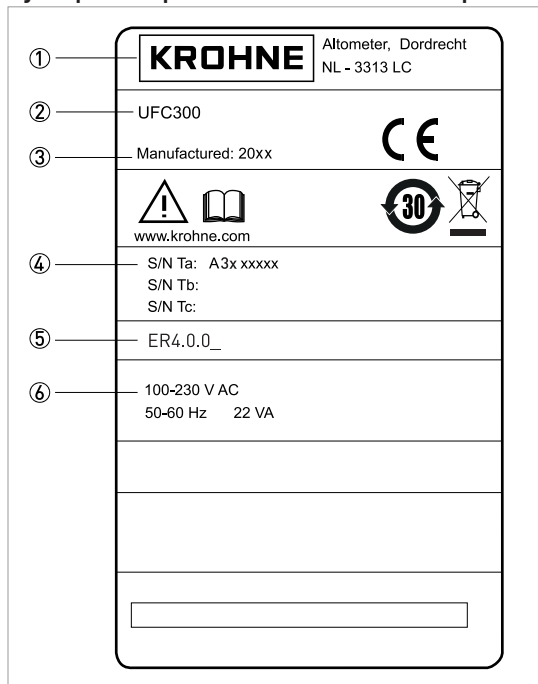 ① KROHNE Altometer, Dordrecht
NL - 3313 LC
② UFC300
CE
③ Manufactured: 20xx
30
www.krohne.com
④ S/N Ta: A3x xxxxx
S/N Tb:
S/N Tc:
⑤ ER4.0.0_
⑥ 100-230 V AC
50-60 Hz 22 VA